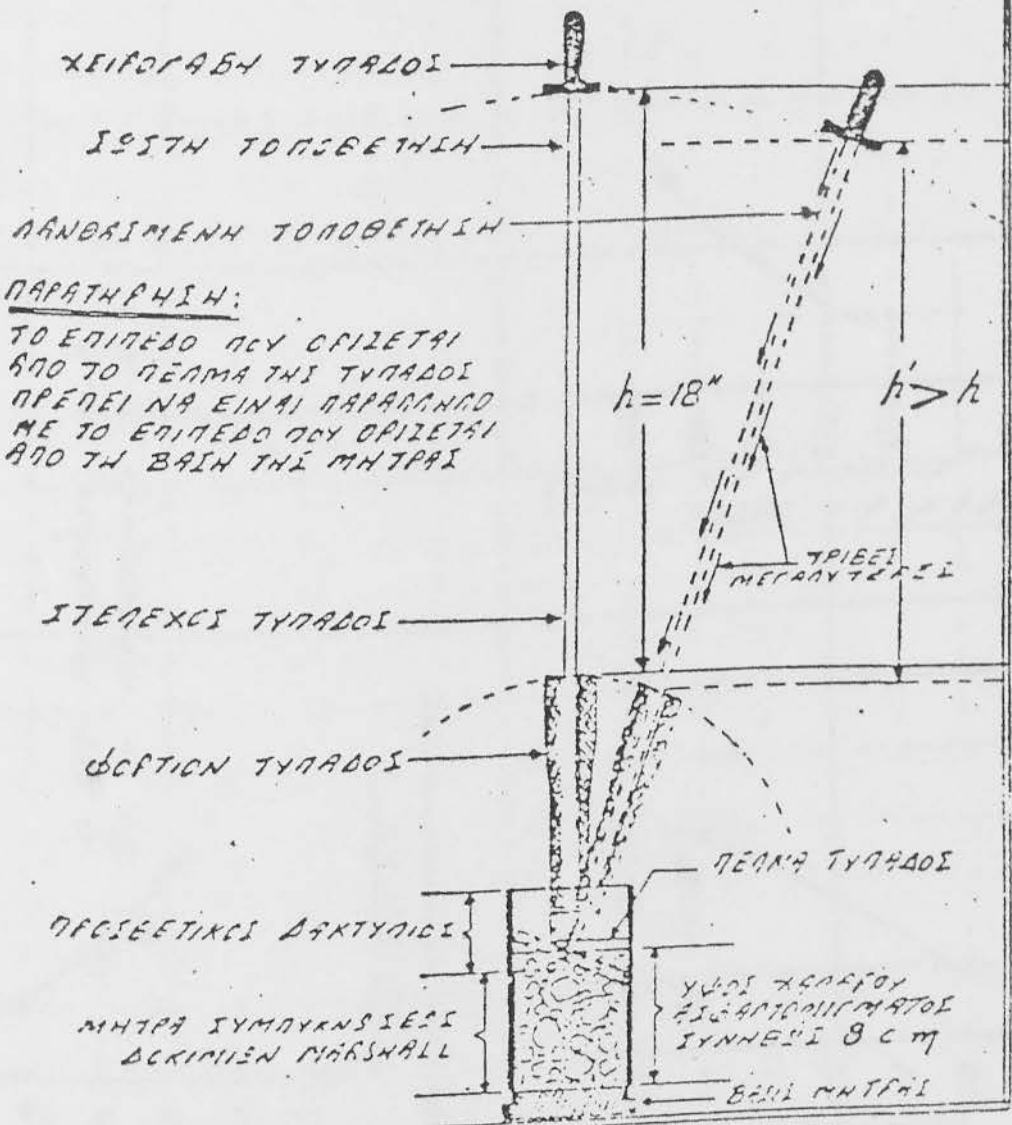 ΧΕΙΡΟΛΑΒΗ ΤΥΠΑΔΟΣ
ΣΩΣΤΗ ΤΟΠΟΘΕΤΗΣΗ
ΛΑΝΘΑΣΜΕΝΗ ΤΟΠΟΘΕΤΗΣΗ
ΠΑΡΑΤΗΡΗΣΗ:
ΤΟ ΕΠΙΠΕΔΟ ΠΟΥ ΟΡΙΖΕΤΑΙ
ΑΠΟ ΤΟ ΠΕΛΜΑ ΤΗΣ ΤΥΠΑΔΟΣ
ΠΡΕΠΕΙ ΝΑ ΕΙΝΑΙ ΠΑΡΑΛΛΗΛΟ
ΜΕ ΤΟ ΕΠΙΠΕΔΟ ΠΟΥ ΟΡΙΖΕΤΑΙ
ΑΠΟ ΤΗ ΒΑΣΗ ΤΗΣ ΜΗΤΡΑΣ
h=18"
h'> h
ΤΡΙΒΕΣ
ΜΕΓΑΛΥΤΕΡΕΣ
ΣΤΕΛΕΧΟΣ ΤΥΠΑΔΟΣ
ΦΟΡΤΙΟΝ ΤΥΠΑΔΟΣ
ΠΕΛΜΑ ΤΥΠΑΔΟΣ
ΠΡΟΣΘΕΤΙΚΟΣ ΔΑΚΤΥΛΙΟΣ
ΜΗΤΡΑ ΣΥΜΠΥΚΝΩΣΕΩΣ
ΔΟΚΙΜΙΩΝ MARSHALL
ΥΨΟΣ ΧΑΛΑΡΟΥ
ΑΣΦΑΛΤΟΜΙΓΜΑΤΟΣ
ΣΥΝΗΘΩΣ 8 cm
ΒΑΣΙΣ ΜΗΤΡΑΣ